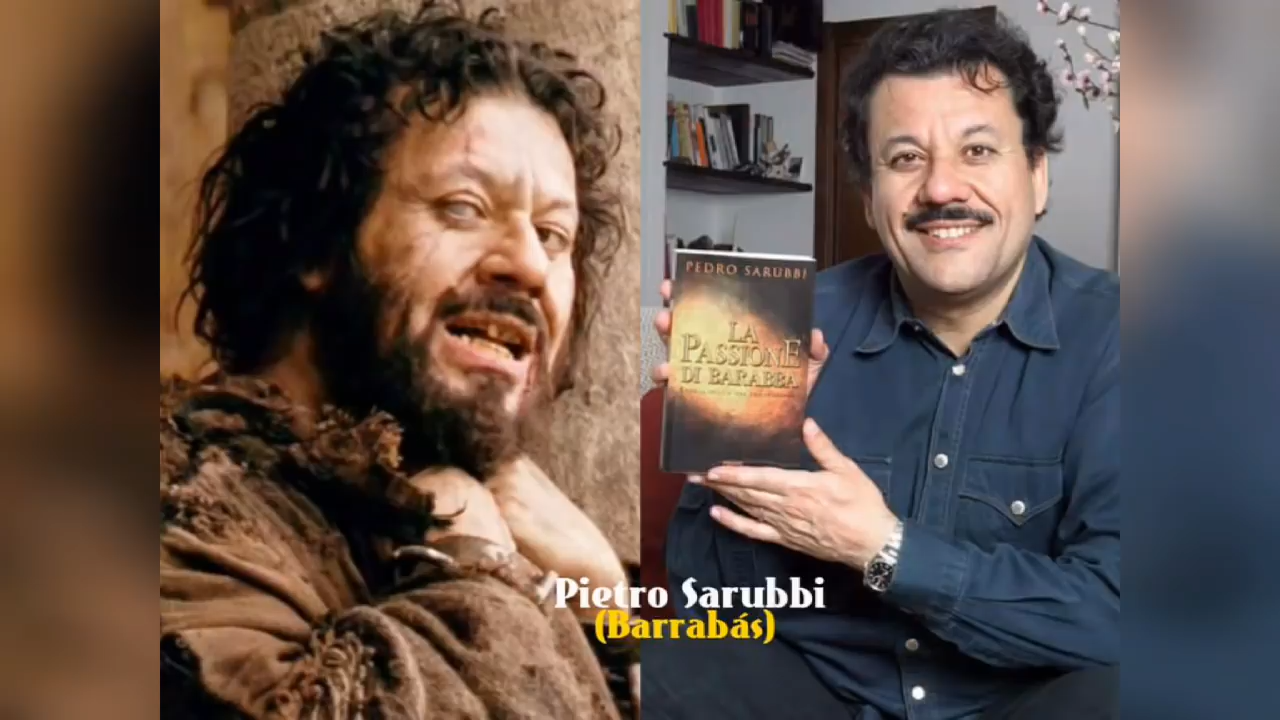 PEDRO SARUBBI
LA
PASSIONE
DI BARABBA
Pietro Sarubbi
(Barrabás)